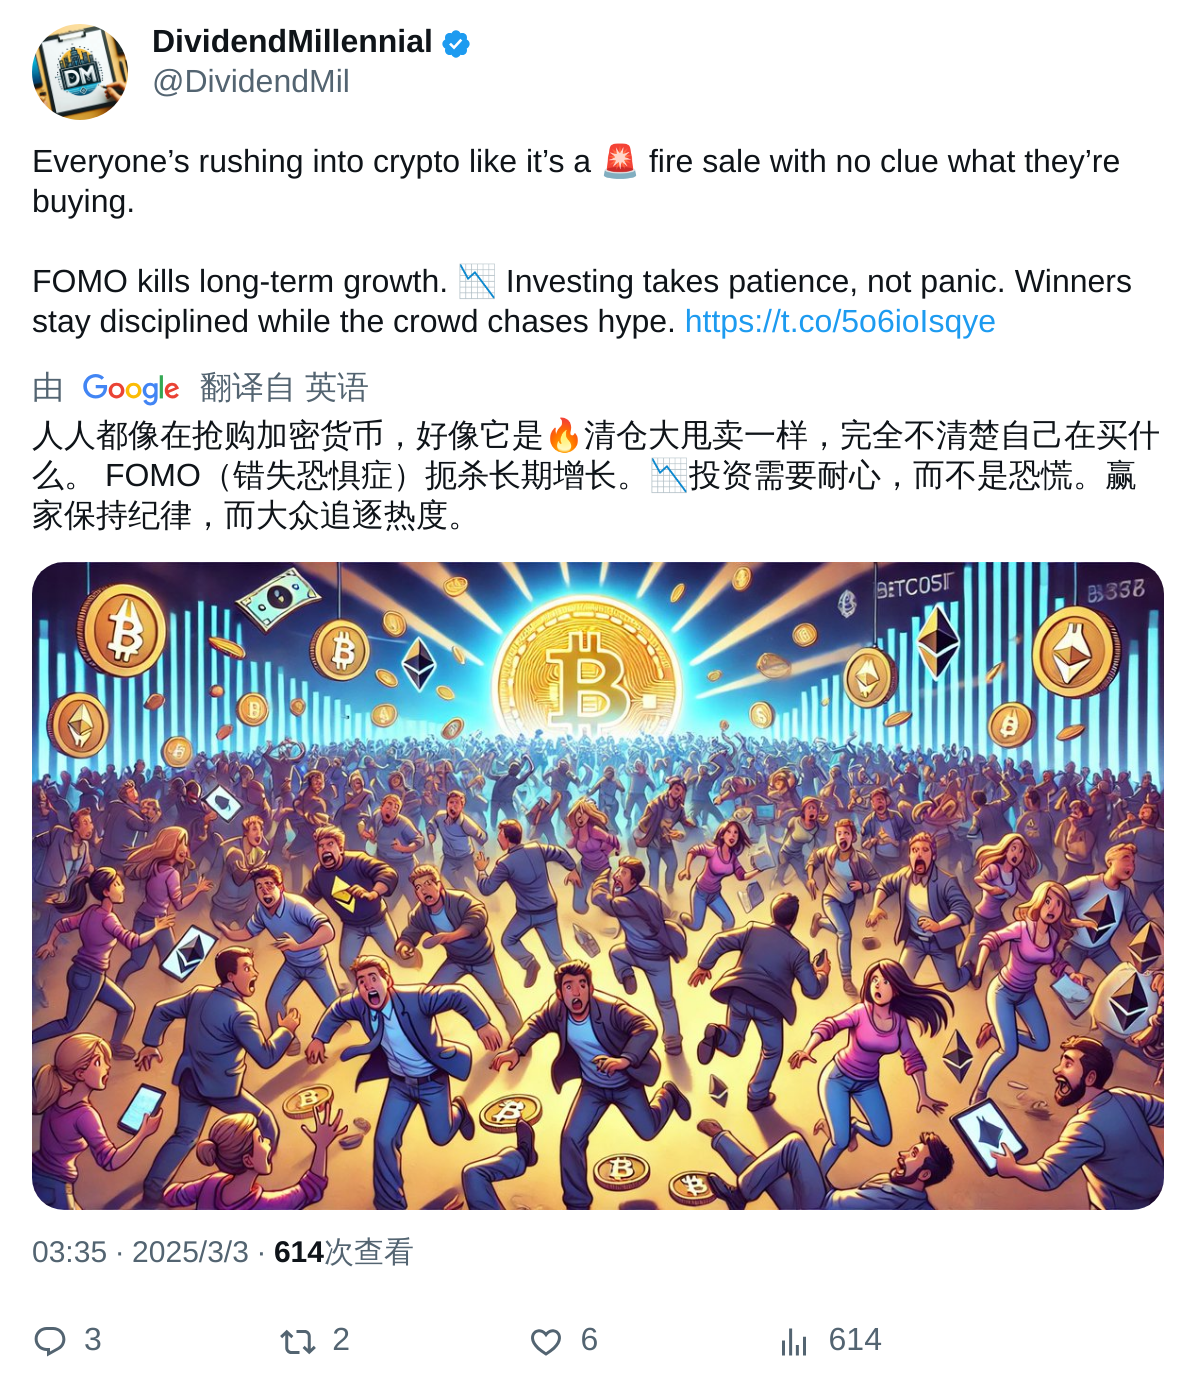 DividendMillennial
@DividendMil
DM
Everyone’s rushing into crypto like it’s a 🚨 fire sale with no clue what they’re
buying.
FOMO kills long-term growth. 📉 Investing takes patience, not panic. Winners
stay disciplined while the crowd chases hype. https://t.co/5o6ioIsqye
由 Google 翻译自 英语
人人都像在抢购加密货币，好像它是🔥清仓大甩卖一样，完全不清楚自己在买什
么。 FOMO（错失恐惧症）扼杀长期增长。📉投资需要耐心，而不是恐慌。赢
家保持纪律，而大众追逐热度。
03:35 · 2025/3/3 · 614次查看
3 2 6 614